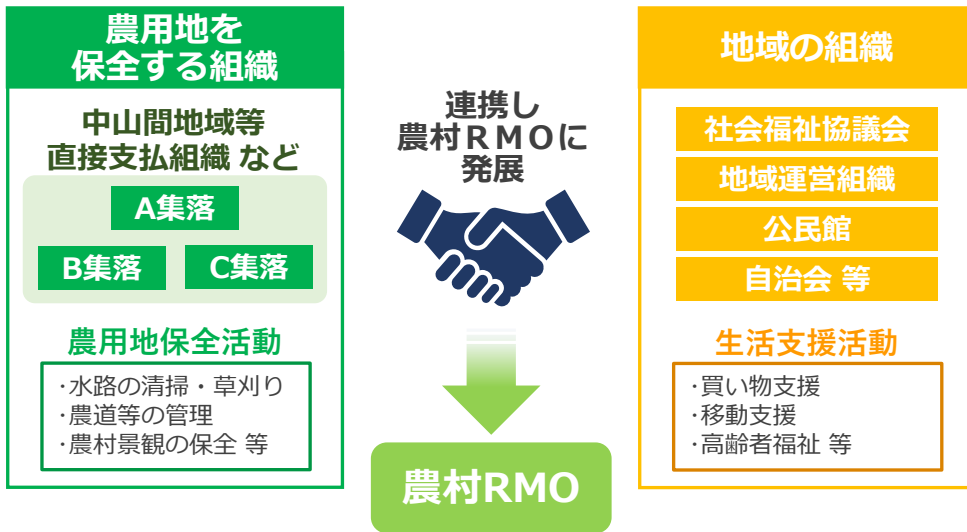 農用地を
保全する組織
中山間地域等
直接支払組織 など
A集落
B集落
C集落
農用地保全活動
・水路の清掃・草刈り
・農道等の管理
・農村景観の保全 等
連携し
農村RMOに
発展
農村RMO
地域の組織
社会福祉協議会
地域運営組織
公民館
自治会 等
生活支援活動
・買い物支援
・移動支援
・高齢者福祉 等